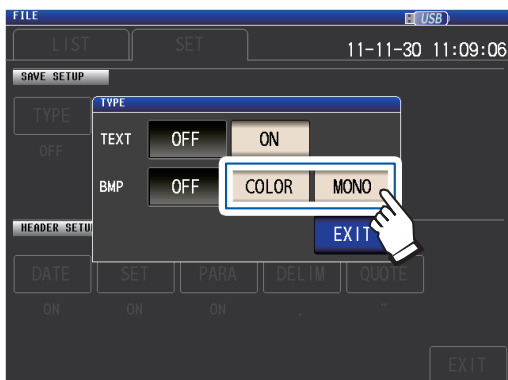 FILE USB
LIST SET 11-11-30 11:09:06
SAVE SETUP
TYPE
OFF
TYPE
TEXT OFF ON
BMP OFF COLOR MONO
EXIT
HEADER SETU
DATE SET PARA DELIM QUOTE
ON ON ON . ~
EXIT